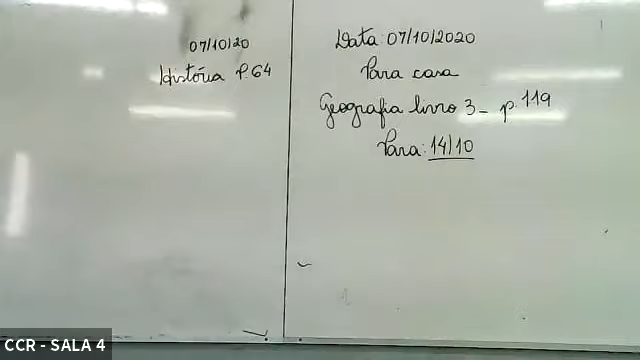 07/10/20
História P.64
Data: 07/10/2020
Para casa
Geografia livro 3 - p. 119
Para: 14/10
CCR - SALA 4